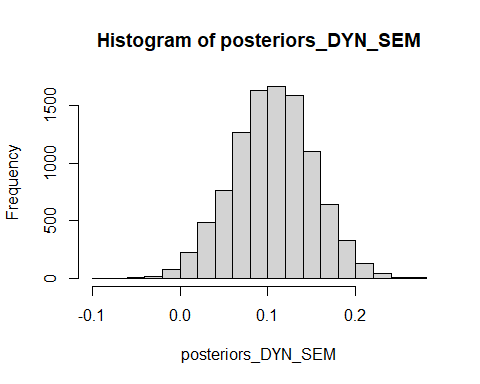 Histogram of posteriors_DYN_SEM
Frequency
1500
1000
500
0
-0.1 0.0 0.1 0.2
posteriors_DYN_SEM